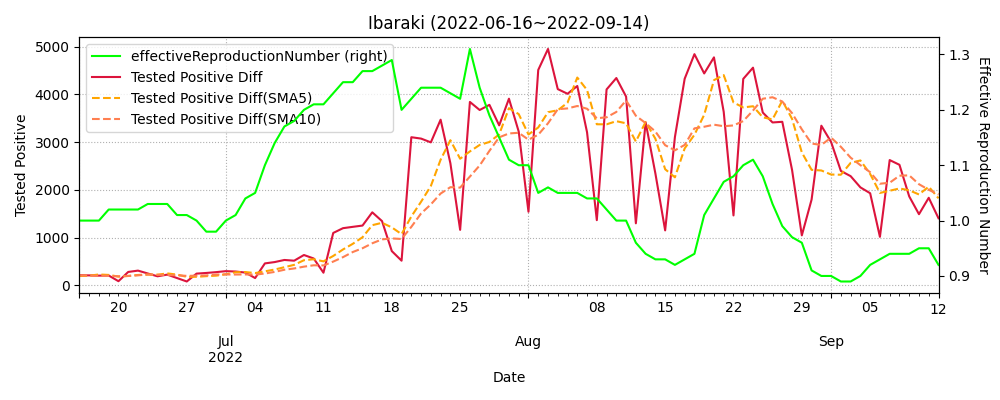 Ibaraki (2022-06-16~2022-09-14)
effectiveReproductionNumber (right)
Tested Positive Diff
Tested Positive Diff(SMA5)
Tested Positive Diff(SMA10)
Tested Positive
5000
4000
3000
2000
1000
0
Effective Reproduction Number
1.3
1.2
1.1
1.0
0.9
20 27 04 11 18 25 08 15 22 29 05 12
Jul Aug Sep
2022
Date